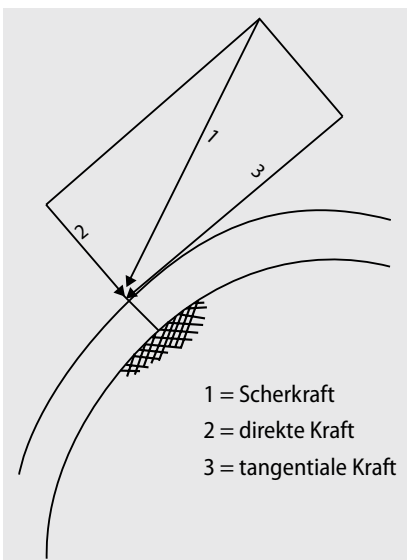 1
3
2
1 = Scherkraft
2 = direkte Kraft
3 = tangentiale Kraft